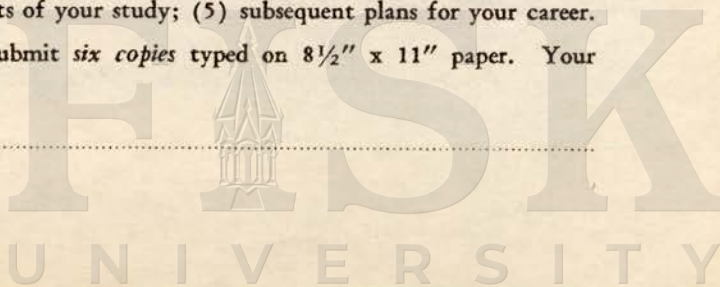 ts of your study; (5) subsequent plans for your career.
ubmit six copies typed on 8½″ x 11″ paper. Your
FISK
UNIVERSITY